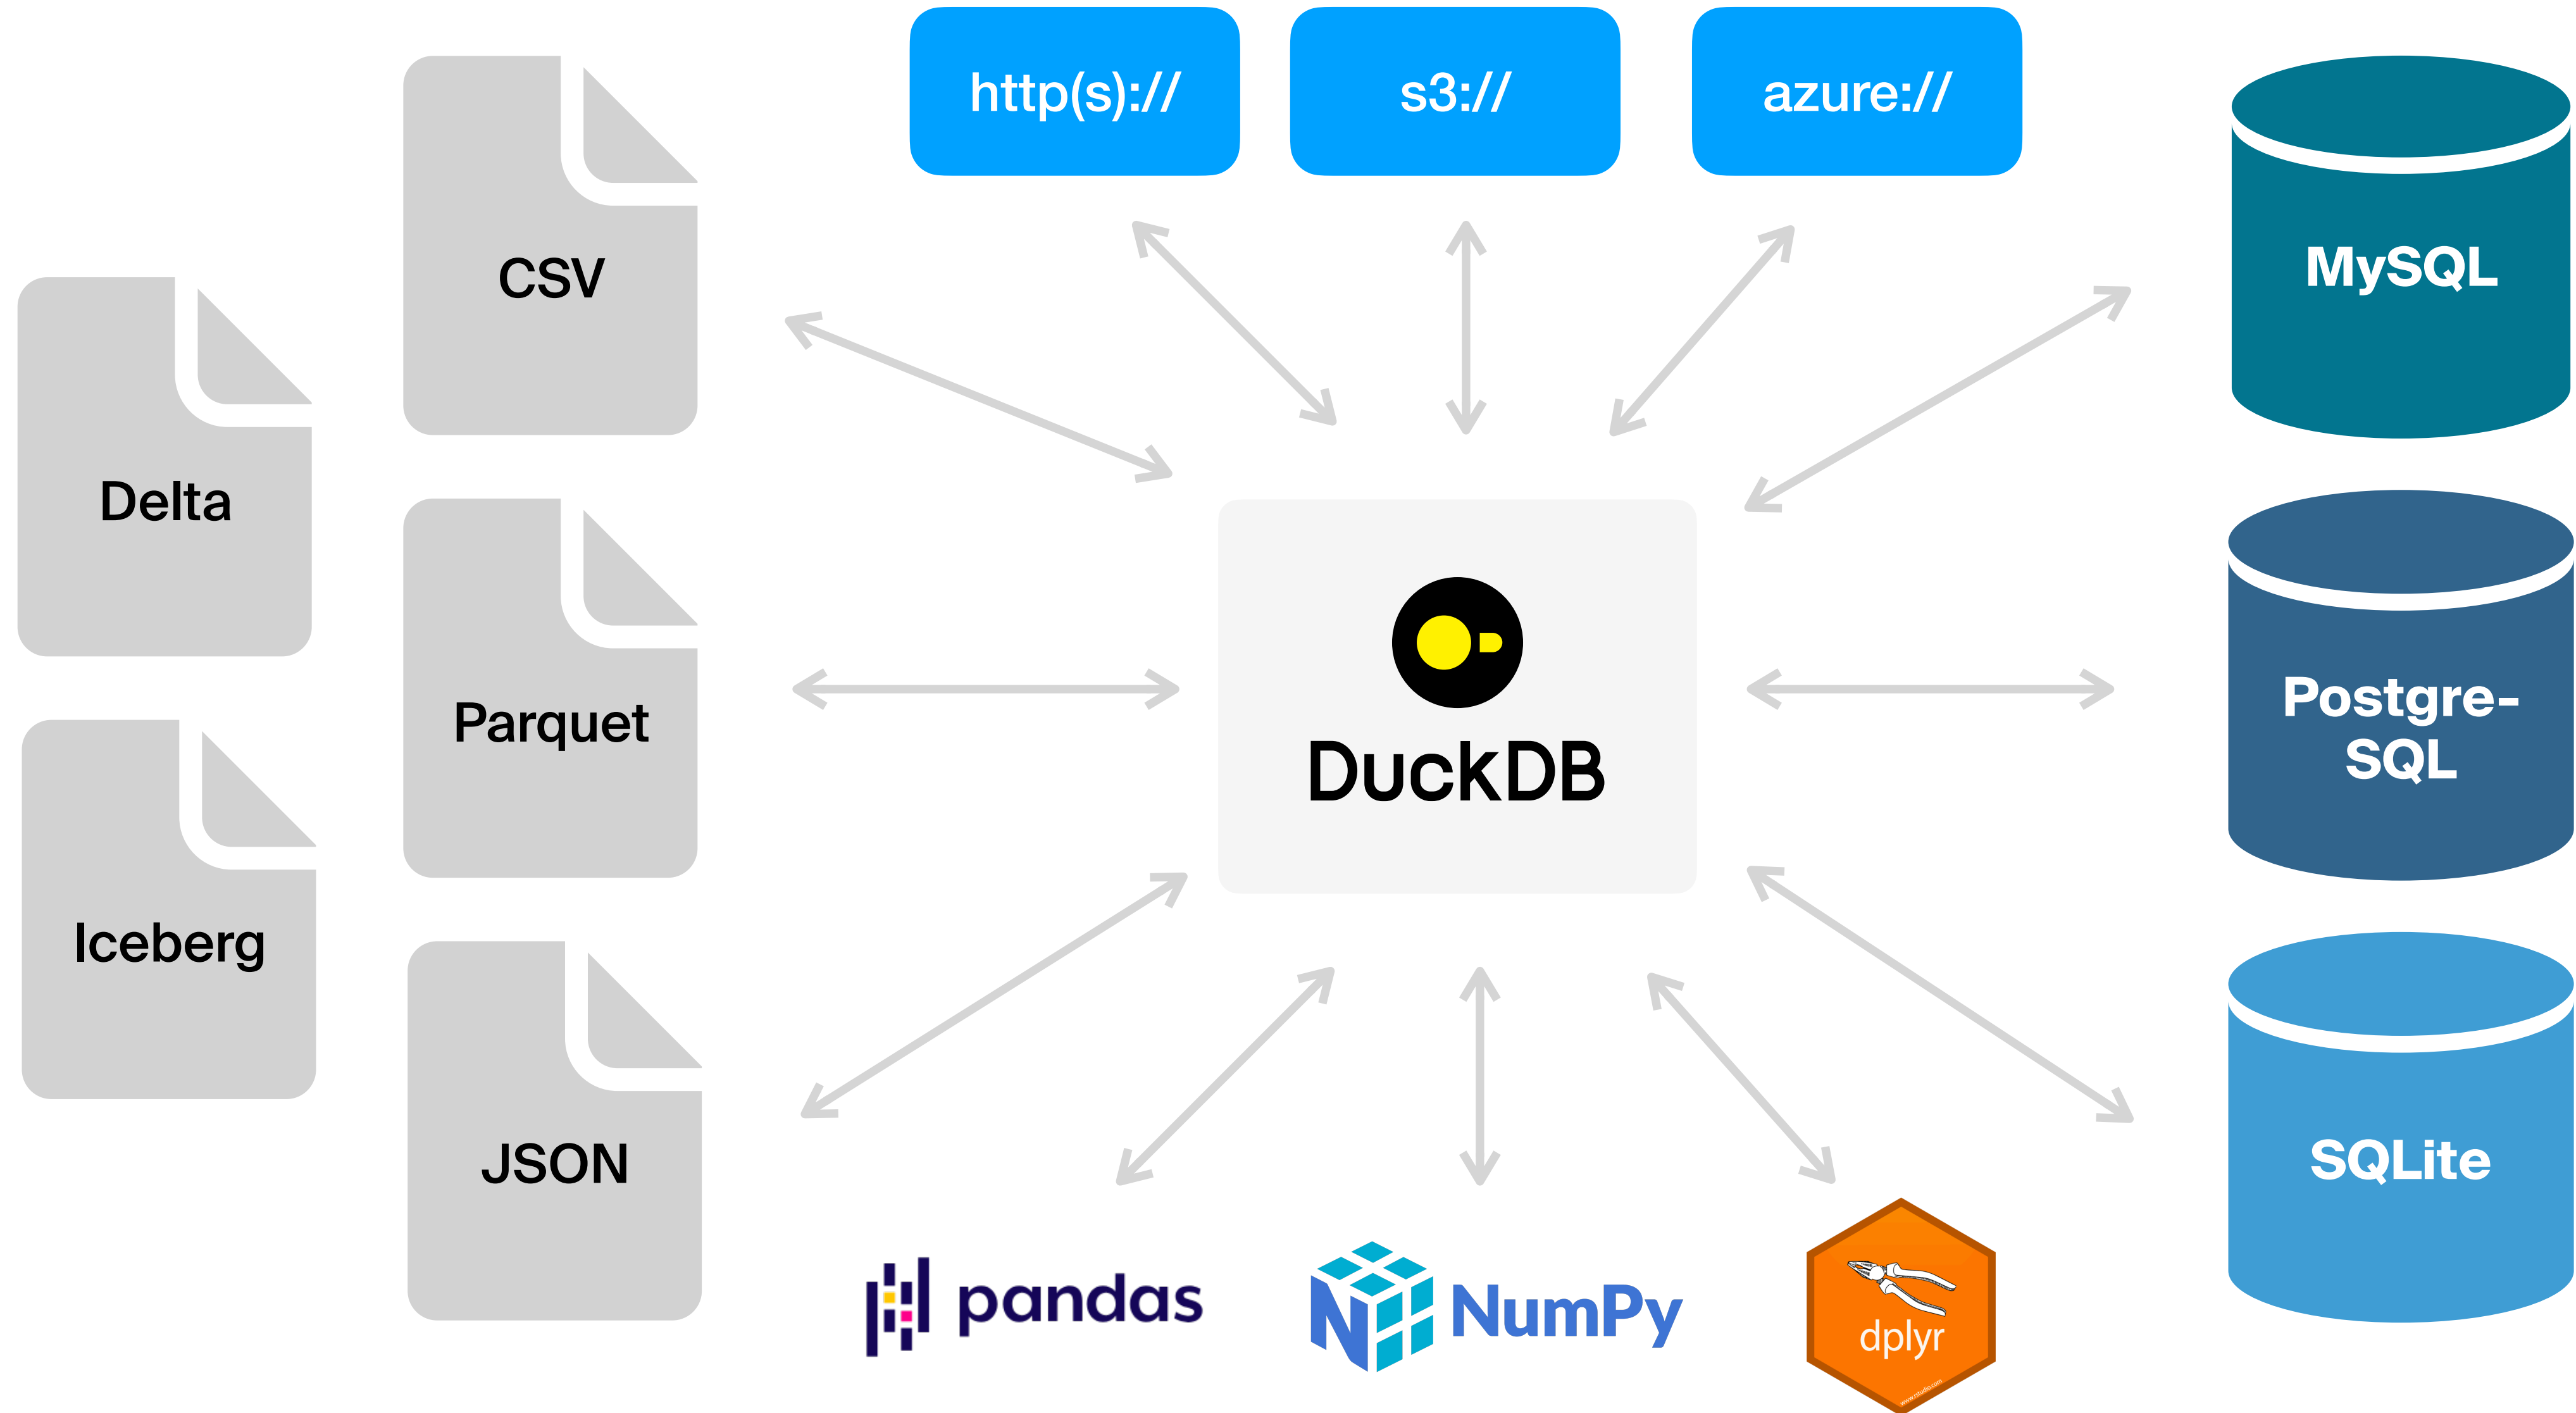 http(s)://
s3://
azure://
CSV
MySQL
Delta
Parquet
DuckDB
Postgre-
SQL
Iceberg
JSON
SQLite
pandas
NumPy
dplyr